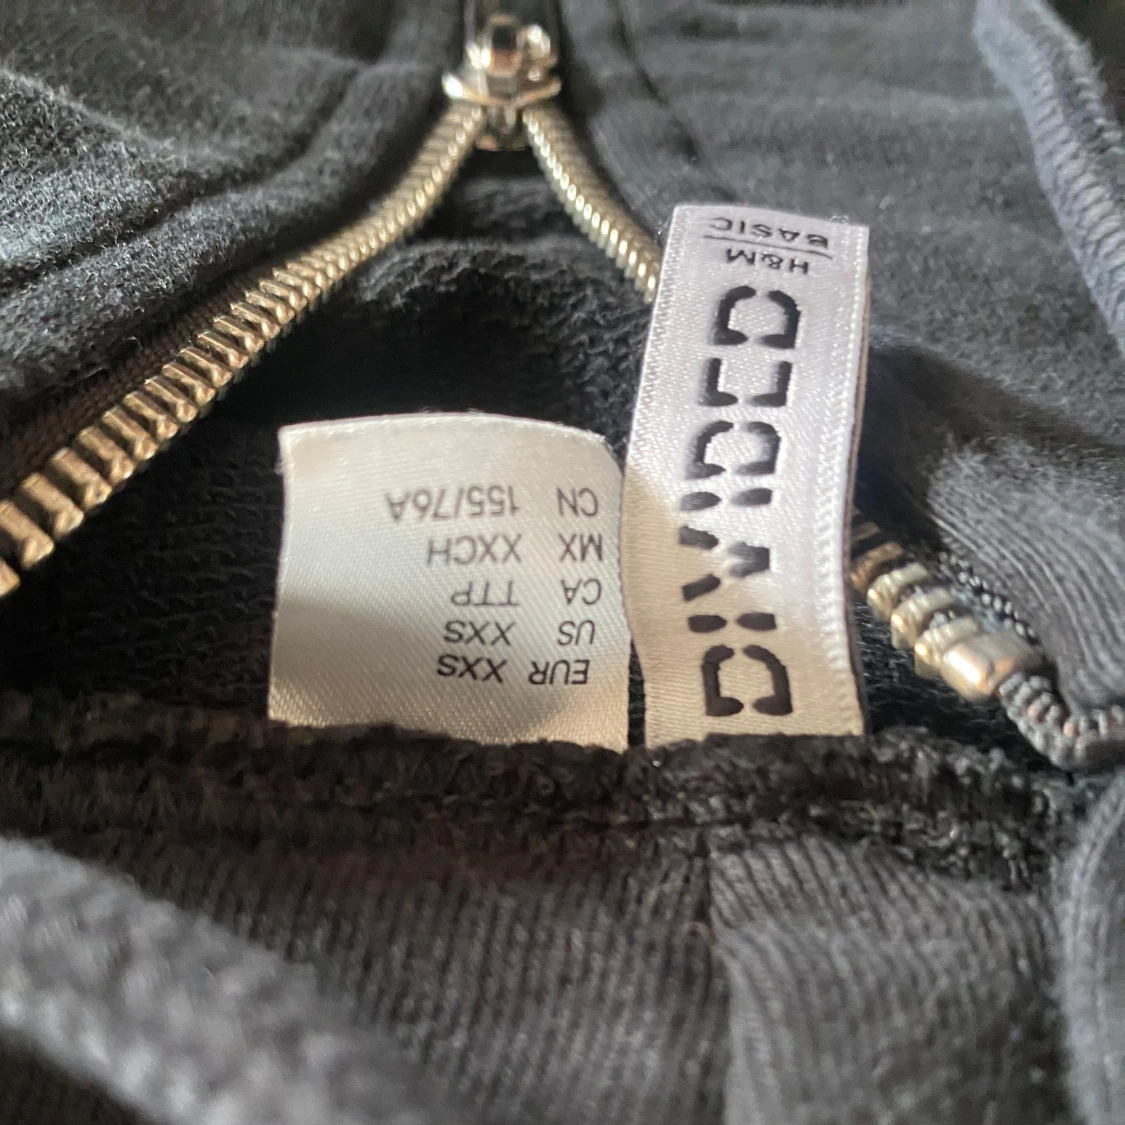 EUR XXS
US XXS
CA TTP
MX XXCH
CN 155/76A
DIVIDED
H&M
BASIC